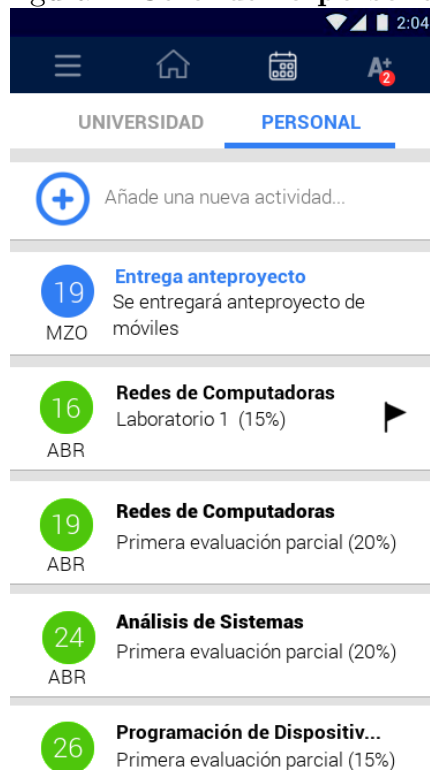 2:04
A+
2
UNIVERSIDAD PERSONAL
Añade una nueva actividad...
19
MZO
Entrega anteproyecto
Se entregará anteproyecto de
móviles
16
ABR
Redes de Computadoras
Laboratorio 1 (15%)
19
ABR
Redes de Computadoras
Primera evaluación parcial (20%)
24
ABR
Análisis de Sistemas
Primera evaluación parcial (20%)
26
Programación de Dispositiv...
Primera evaluación parcial (15%)